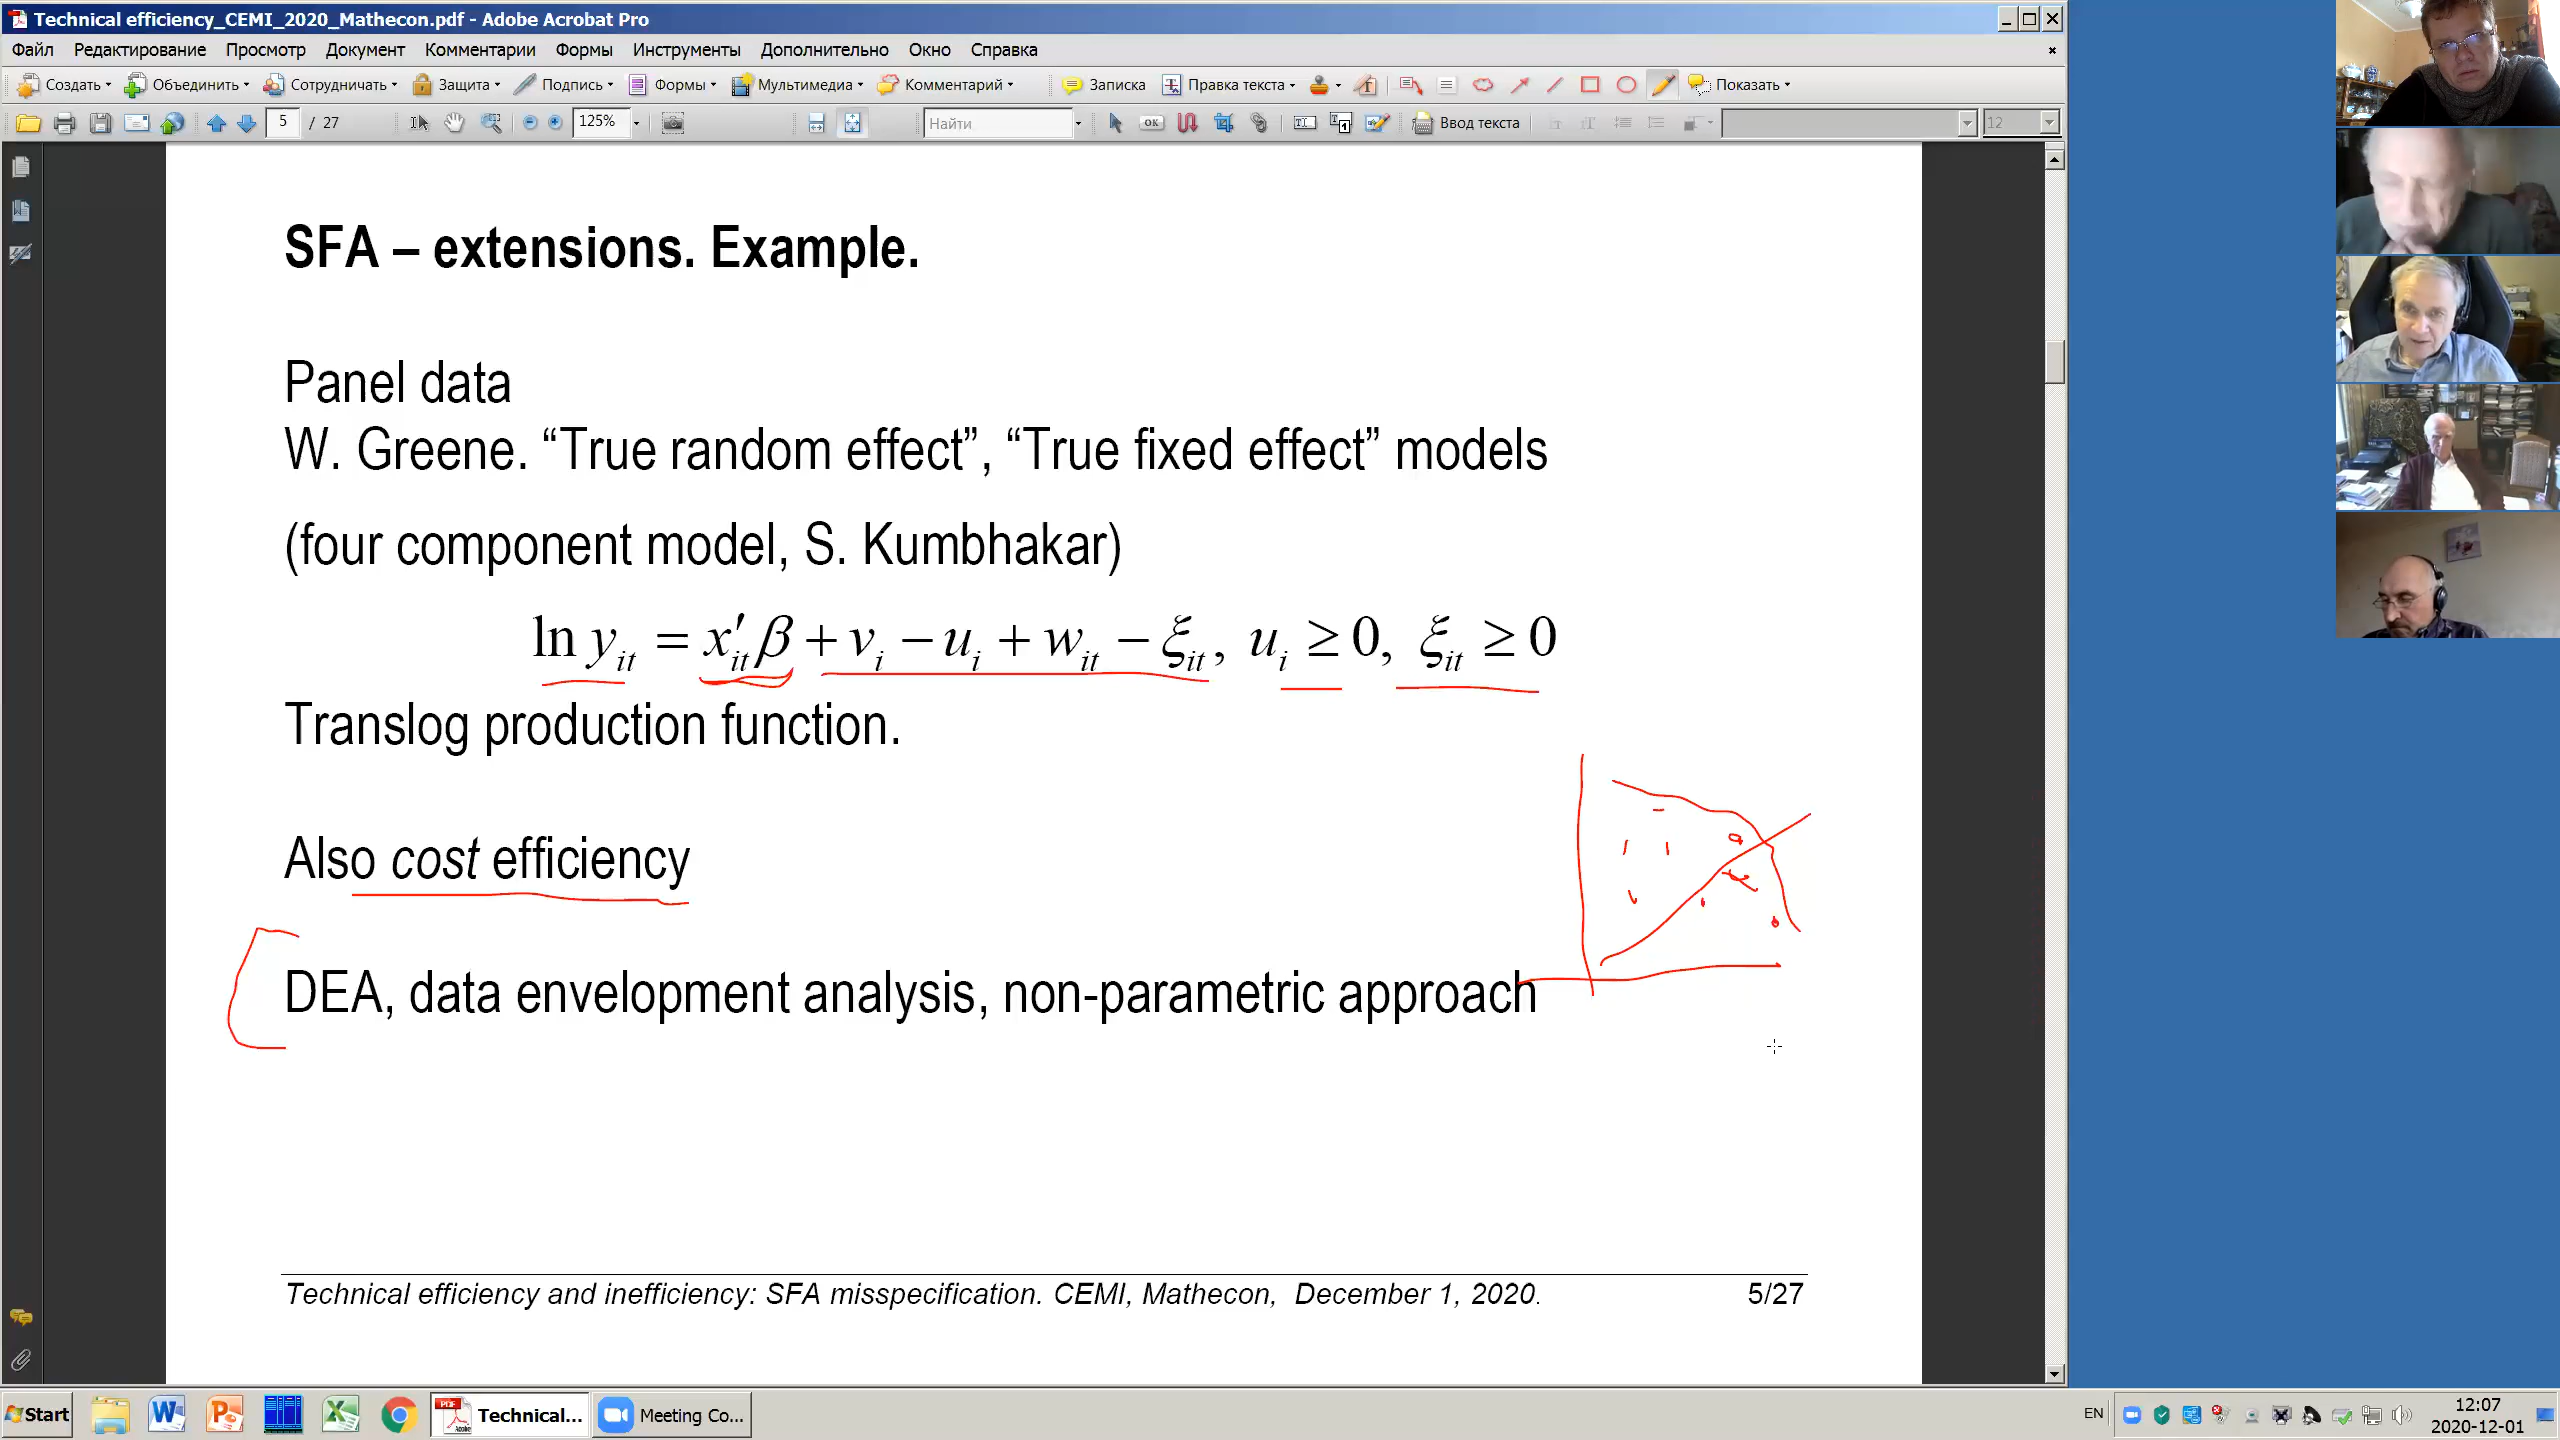 Technical efficiency_CEMI_2020_Mathecon.pdf - Adobe Acrobat Pro
Файл Редактирование Просмотр Документ Комментарии Формы Инструменты Дополнительно Окно Справка
Создать Объединить Сотрудничать Защита Подпись Формы Мультимедиа Комментарий Записка Правка текста Показать
5 / 27 125% Найти OK Ввод текста 12
SFA – extensions. Example.
Panel data
W. Greene. “True random effect”, “True fixed effect” models
(four component model, S. Kumbhakar)
ln y_it = x′_it β + v_i − u_i + w_it − ξ_it, u_i ≥ 0, ξ_it ≥ 0
Translog production function.
Also cost efficiency
DEA, data envelopment analysis, non-parametric approach
Technical efficiency and inefficiency: SFA misspecification. CEMI, Mathecon, December 1, 2020. 5/27
Start Technical... Meeting Co... EN 12:07
2020-12-01